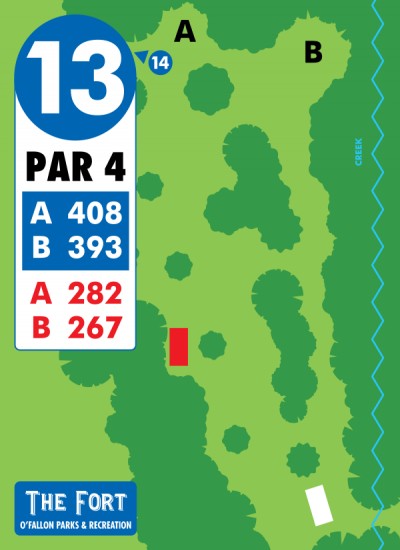 13
A
B
14
PAR 4
A 408
B 393
A 282
B 267
CREEK
THE FORT
O'FALLON PARKS & RECREATION